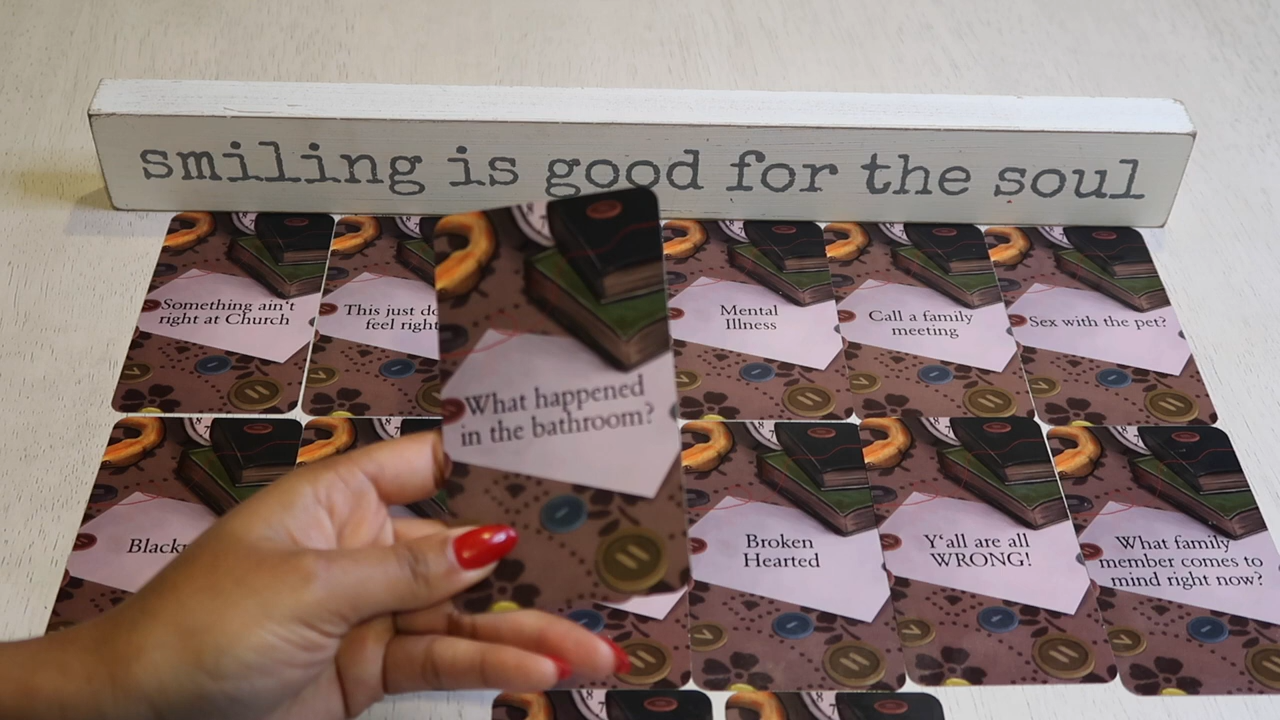 smiling is good for the soul
Something ain't
right at Church
This just
feel right
What happened
in the bathroom?
Mental
Illness
Call a family
meeting
Sex with the pet?
Broken
Hearted
Y'all are all
WRONG!
What family
member comes to
mind right now?